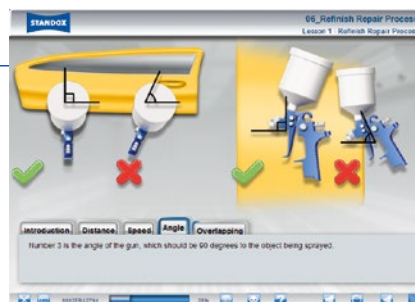 STANDOX
06_Refinish Repair Process
Lesson 1 - Refinish Repair Proces
Introduction
Distance
Speed
Angle
Overlapping
Number 3 is the angle of the gun, which should be 90 degrees to the object being sprayed.